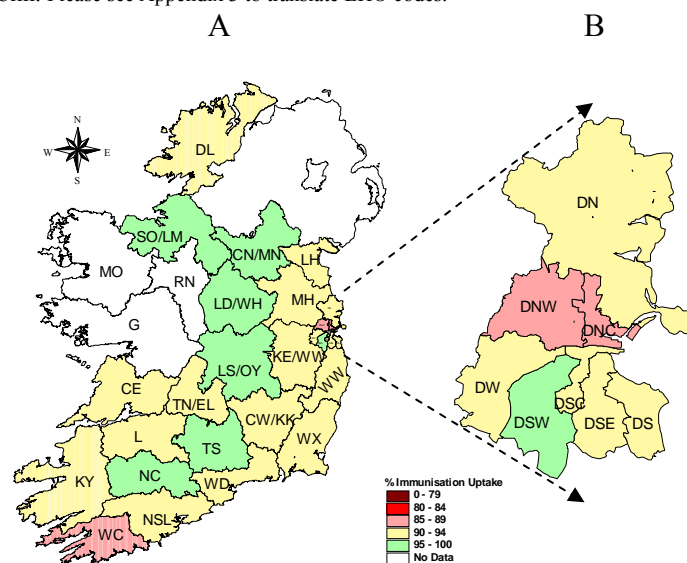 A B
N
W E
S
DL
SO/LM
CN/MN
LH
MO
RN
LD/WH
MH
G
KE/WW
LS/OY
WW
CE
TN/EL
CW/KK
L
TS
WX
NC
KY
WD
NSL
WC
DN
DNW
DNC
DW
DSC
DSW
DSE
DS
% Immunisation Uptake
0 - 79
80 - 84
85 - 89
90 - 94
95 - 100
No Data